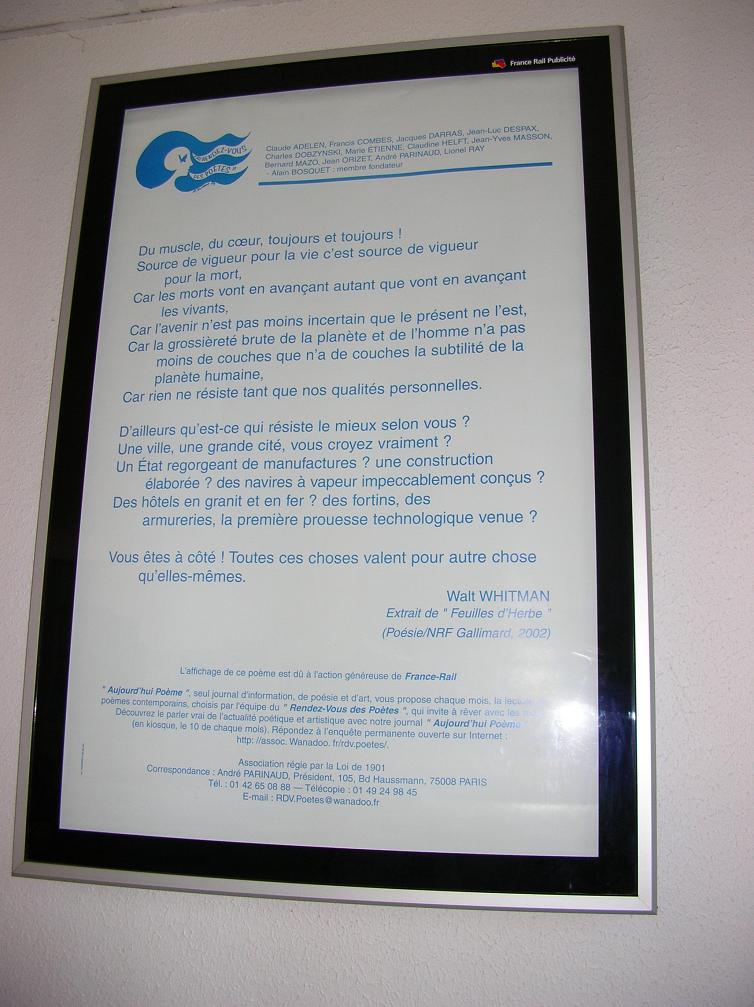 France Rail Publicité
LE RENDEZ-VOUS
DES POÈTES
Claude ADELEN, Francis COMBES, Jacques DARRAS, Jean-Luc DESPAX,
Charles DOBZYNSKI, Marie ÉTIENNE, Claudine HELFT, Jean-Yves MASSON,
Bernard MAZO, Jean ORIZET, André PARINAUD, Lionel RAY
- Alain BOSQUET : membre fondateur
Du muscle, du cœur, toujours et toujours !
Source de vigueur pour la vie c'est source de vigueur
pour la mort,
Car les morts vont en avançant autant que vont en avançant
les vivants,
Car l'avenir n'est pas moins incertain que le présent ne l'est,
Car la grossièreté brute de la planète et de l'homme n'a pas
moins de couches que n'a de couches la subtilité de la
planète humaine,
Car rien ne résiste tant que nos qualités personnelles.
D'ailleurs qu'est-ce qui résiste le mieux selon vous ?
Une ville, une grande cité, vous croyez vraiment ?
Un État regorgeant de manufactures ? une construction
élaborée ? des navires à vapeur impeccablement conçus ?
Des hôtels en granit et en fer ? des fortins, des
armureries, la première prouesse technologique venue ?
Vous êtes à côté ! Toutes ces choses valent pour autre chose
qu'elles-mêmes.
Walt WHITMAN
Extrait de " Feuilles d'Herbe "
(Poésie/NRF Gallimard, 2002)
L'affichage de ce poème est dû à l'action généreuse de France-Rail
" Aujourd'hui Poème ", seul journal d'information, de poésie et d'art, vous propose chaque mois, la
poèmes contemporains, choisis par l'équipe du " Rendez-Vous des Poètes ", qui invite à rêver avec les
Découvrez le parler vrai de l'actualité poétique et artistique avec notre journal " Aujourd'hui Poème "
(en kiosque, le 10 de chaque mois). Répondez à l'enquête permanente ouverte sur Internet :
http: //assoc. Wanadoo. fr/rdv.poetes/.
Association régie par la Loi de 1901
Correspondance : André PARINAUD, Président, 105, Bd Haussmann, 75008 PARIS
Tél. : 01 42 65 08 88 — Télécopie : 01 49 24 98 45
E-mail : RDV.Poetes@wanadoo.fr